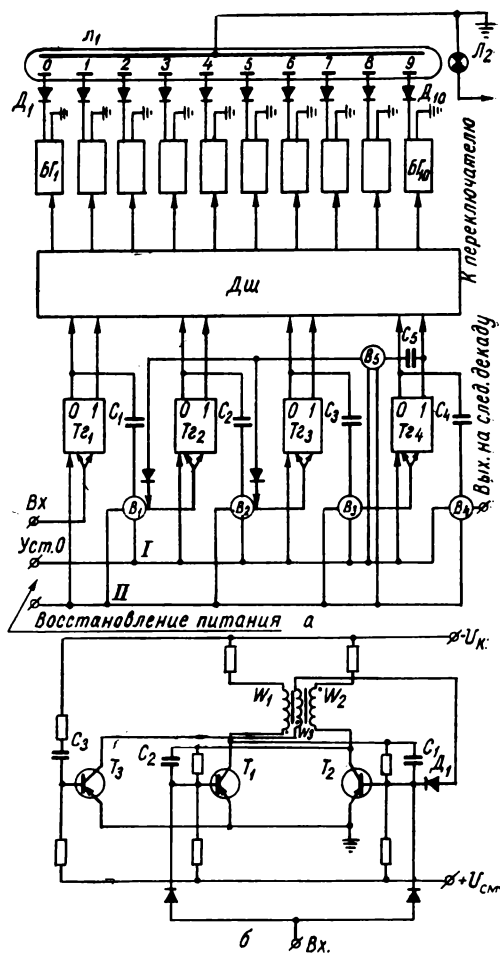 Л₁
0 1 2 3 4 5 6 7 8 9
Л₂
Д₁
Д₁₀
БГ₁
БГ₁₀
К переключателю
ДШ
С₅
В₅
0 1
Тг₁
С₁
0 1
Тг₂
С₂
0 1
Тг₃
С₃
0 1
Тг₄
С₄
Вых. на след. декаду
Вх
В₁
В₂
В₃
В₄
Уст. 0
I
II
Восстановление питания
а
-Uк.
W₁
W₃
W₂
С₃
С₂
С₁
Д₁
Т₃
Т₁
Т₂
+Uсм
б
Вх.